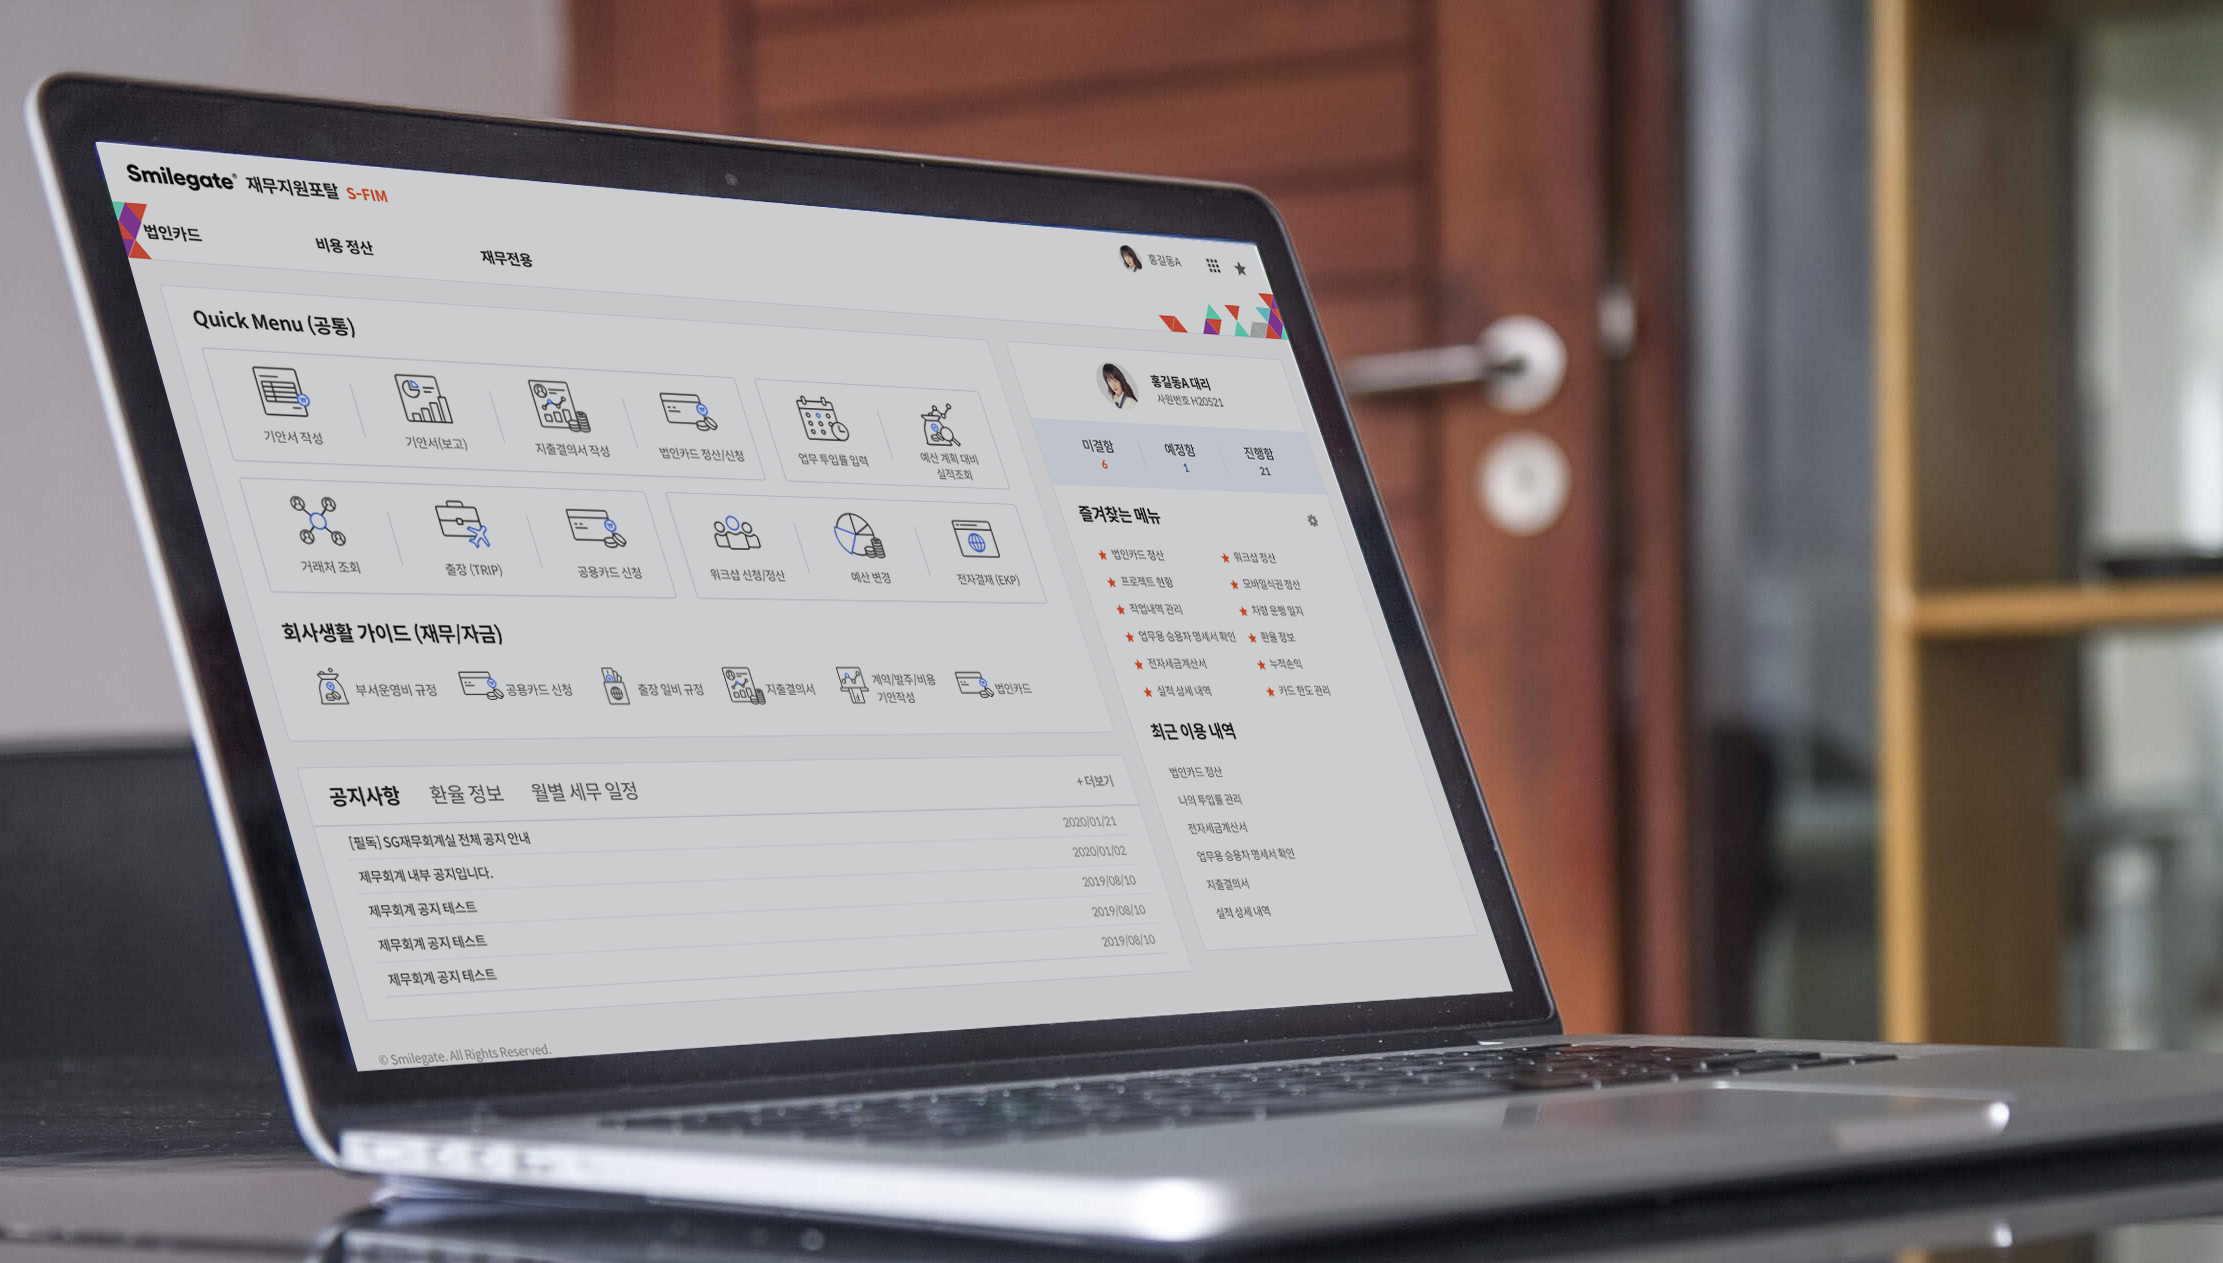 Smilegate® 재무지원포탈 S-FIM
법인카드 비용 정산 재무전용
홍길동A
Quick Menu (공통)
기안서 작성
기안서(보고)
지출결의서 작성
법인카드 정산/신청
업무 투입률 입력
예산 계획 대비
실적조회
거래처 조회
출장 (TRIP)
공용카드 신청
워크샵 신청/정산
예산 변경
전자결재 (EKP)
회사생활 가이드 (재무/자금)
부서운영비 규정
공용카드 신청
출장 일비 규정
지출결의서
계약/발주/비용
기안작성
법인카드
공지사항 환율 정보 월별 세무 일정
+ 더보기
[필독] SG재무회계실 전체 공지 안내 2020/01/21
제무회계 내부 공지입니다. 2020/01/02
제무회계 공지 테스트 2019/08/10
제무회계 공지 테스트 2019/08/10
제무회계 공지 테스트 2019/08/10
홍길동A 대리
사원번호 H20521
미결함 예정함 진행함
6 1 21
즐겨찾는 메뉴
법인카드 정산 워크샵 정산
프로젝트 현황 모바일식권 정산
작업내역 관리 차량 운행 일지
업무용 승용차 명세서 확인 환율 정보
전자세금계산서 누적손익
실적 상세 내역 카드 한도 관리
최근 이용 내역
법인카드 정산
나의 투입률 관리
전자세금계산서
업무용 승용차 명세서 확인
지출결의서
실적 상세 내역
© Smilegate. All Rights Reserved.